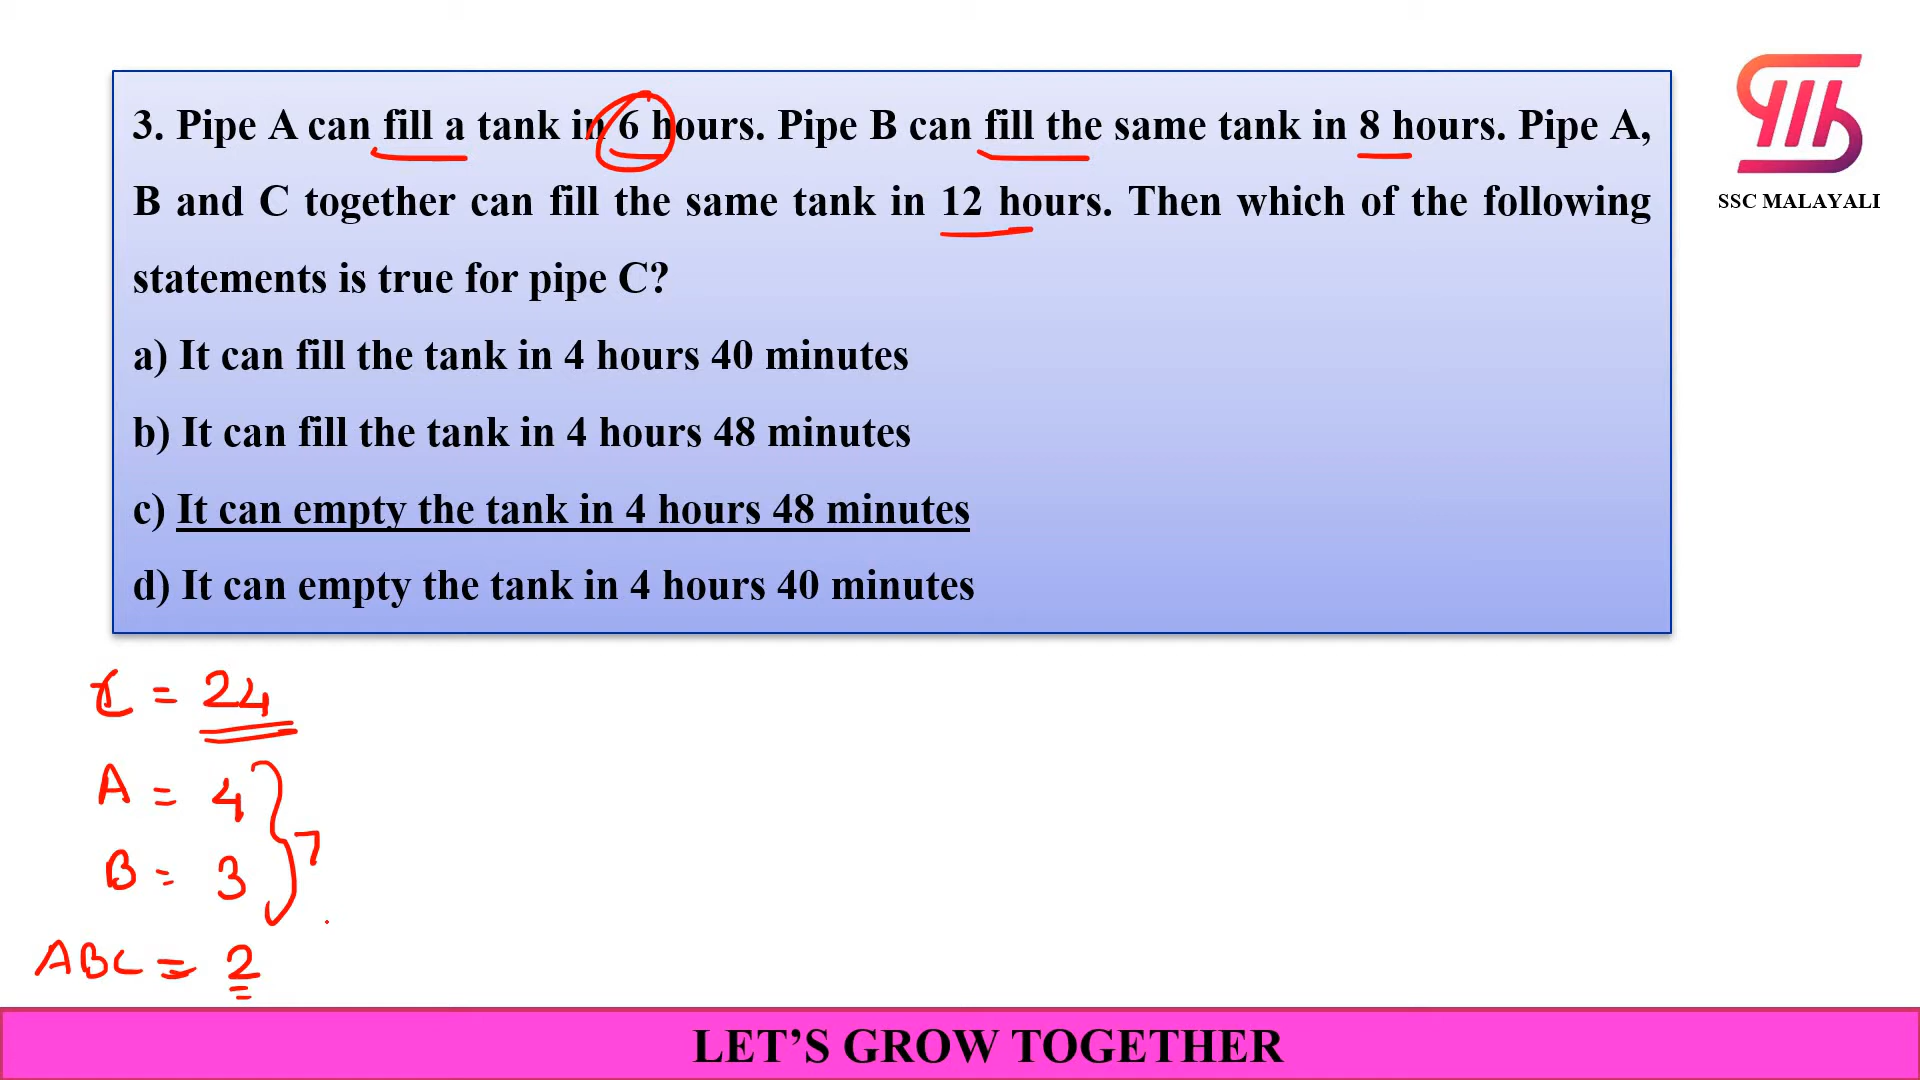 3. Pipe A can fill a tank in 6 hours. Pipe B can fill the same tank in 8 hours. Pipe A,
B and C together can fill the same tank in 12 hours. Then which of the following
statements is true for pipe C?
a) It can fill the tank in 4 hours 40 minutes
b) It can fill the tank in 4 hours 48 minutes
c) It can empty the tank in 4 hours 48 minutes
d) It can empty the tank in 4 hours 40 minutes
SSC MALAYALI
= 24
A = 4
7
B = 3
ABC = 2
LET'S GROW TOGETHER